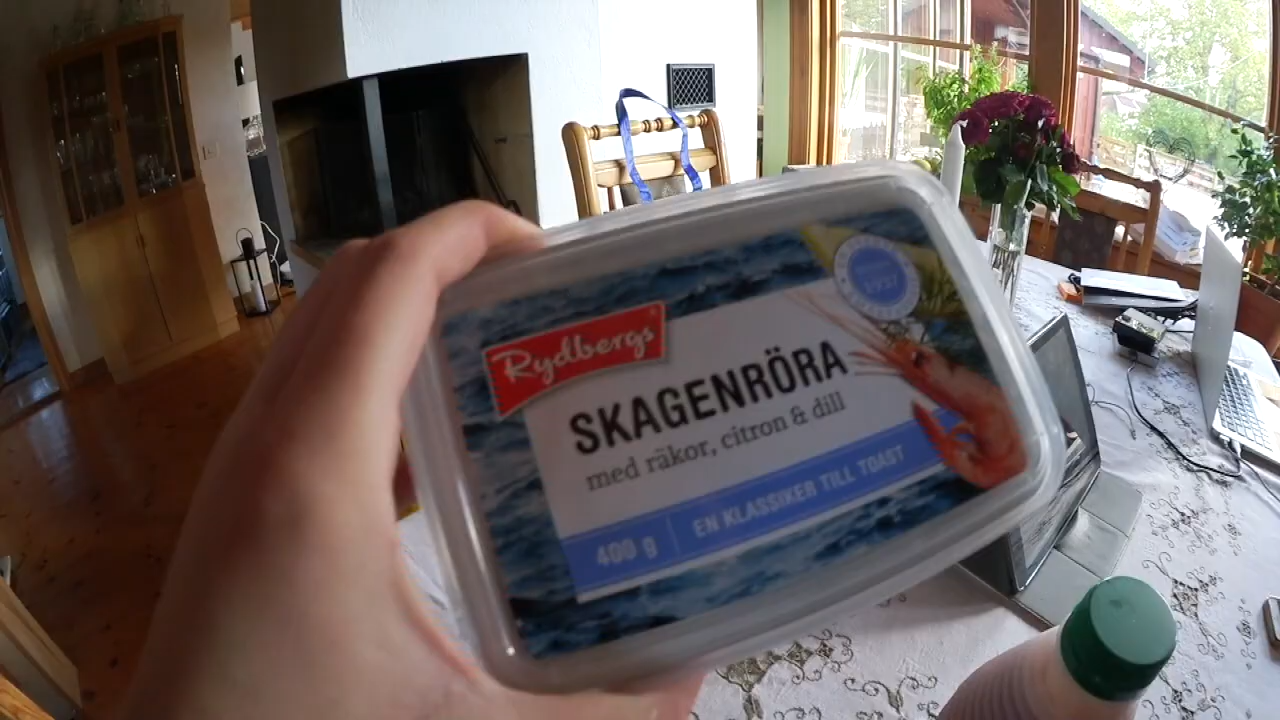 Rydbergs
SKAGENRÖRA
med räkor, citron & dill
400 g
EN KLASSIKER TILL TOAST